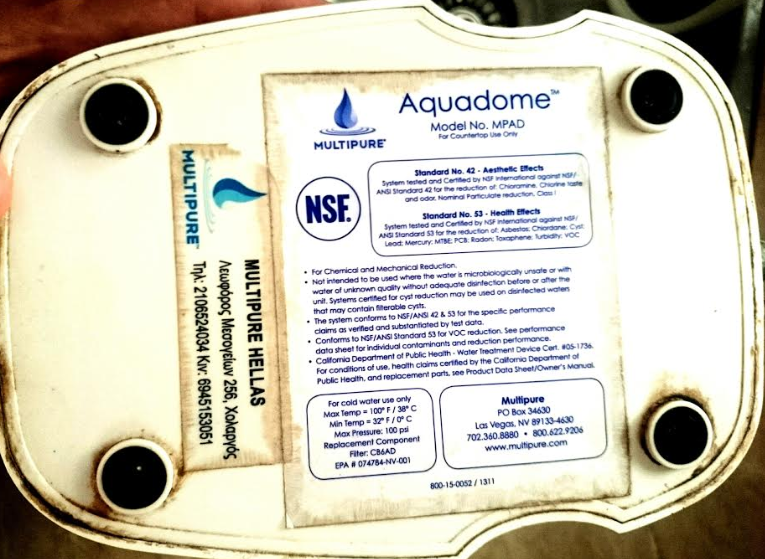 MULTIPURE®
Aquadome™
Model No. MPAD
For Countertop Use Only
NSF.
Standard No. 42 - Aesthetic Effects
System tested and Certified by NSF International against NSF/
ANSI Standard 42 for the reduction of: Chloramine, Chlorine taste
and odor, Nominal Particulate reduction, Class I
Standard No. 53 - Health Effects
System tested and Certified by NSF International against NSF/
ANSI Standard 53 for the reduction of: Asbestos; Chlordane, Cyst;
Lead; Mercury; MTBE; PCB; Radon; Toxaphene; Turbidity; VOC
• For Chemical and Mechanical Reduction.
• Not intended to be used where the water is microbiologically unsafe or with
water of unknown quality without adequate disinfection before or after the
unit. Systems certified for cyst reduction may be used on disinfected waters
that may contain filterable cysts.
• The system conforms to NSF/ANSI 42 & 53 for the specific performance
claims as verified and substantiated by test data.
• Conforms to NSF/ANSI Standard 53 for VOC reduction. See performance
data sheet for individual contaminants and reduction performance.
• California Department of Public Health - Water Treatment Device Cert. #05-1736.
For conditions of use, health claims certified by the California Department of
Public Health, and replacement parts, see Product Data Sheet/Owner's Manual.
For cold water use only
Max Temp = 100° F / 38° C
Min Temp = 32° F / 0° C
Max Pressure: 100 psi
Replacement Component
Filter: CB6AD
EPA # 074784-NV-001
Multipure
PO Box 34630
Las Vegas, NV 89133-4630
702.360.8880 • 800.622.9206
www.multipure.com
800-15-0052 / 1311
MULTIPURE™
MULTIPURE HELLAS
Λεωφόρος Μεσογείων 256, Χολαργός
Τηλ: 2106524034 Κιν: 6945153051